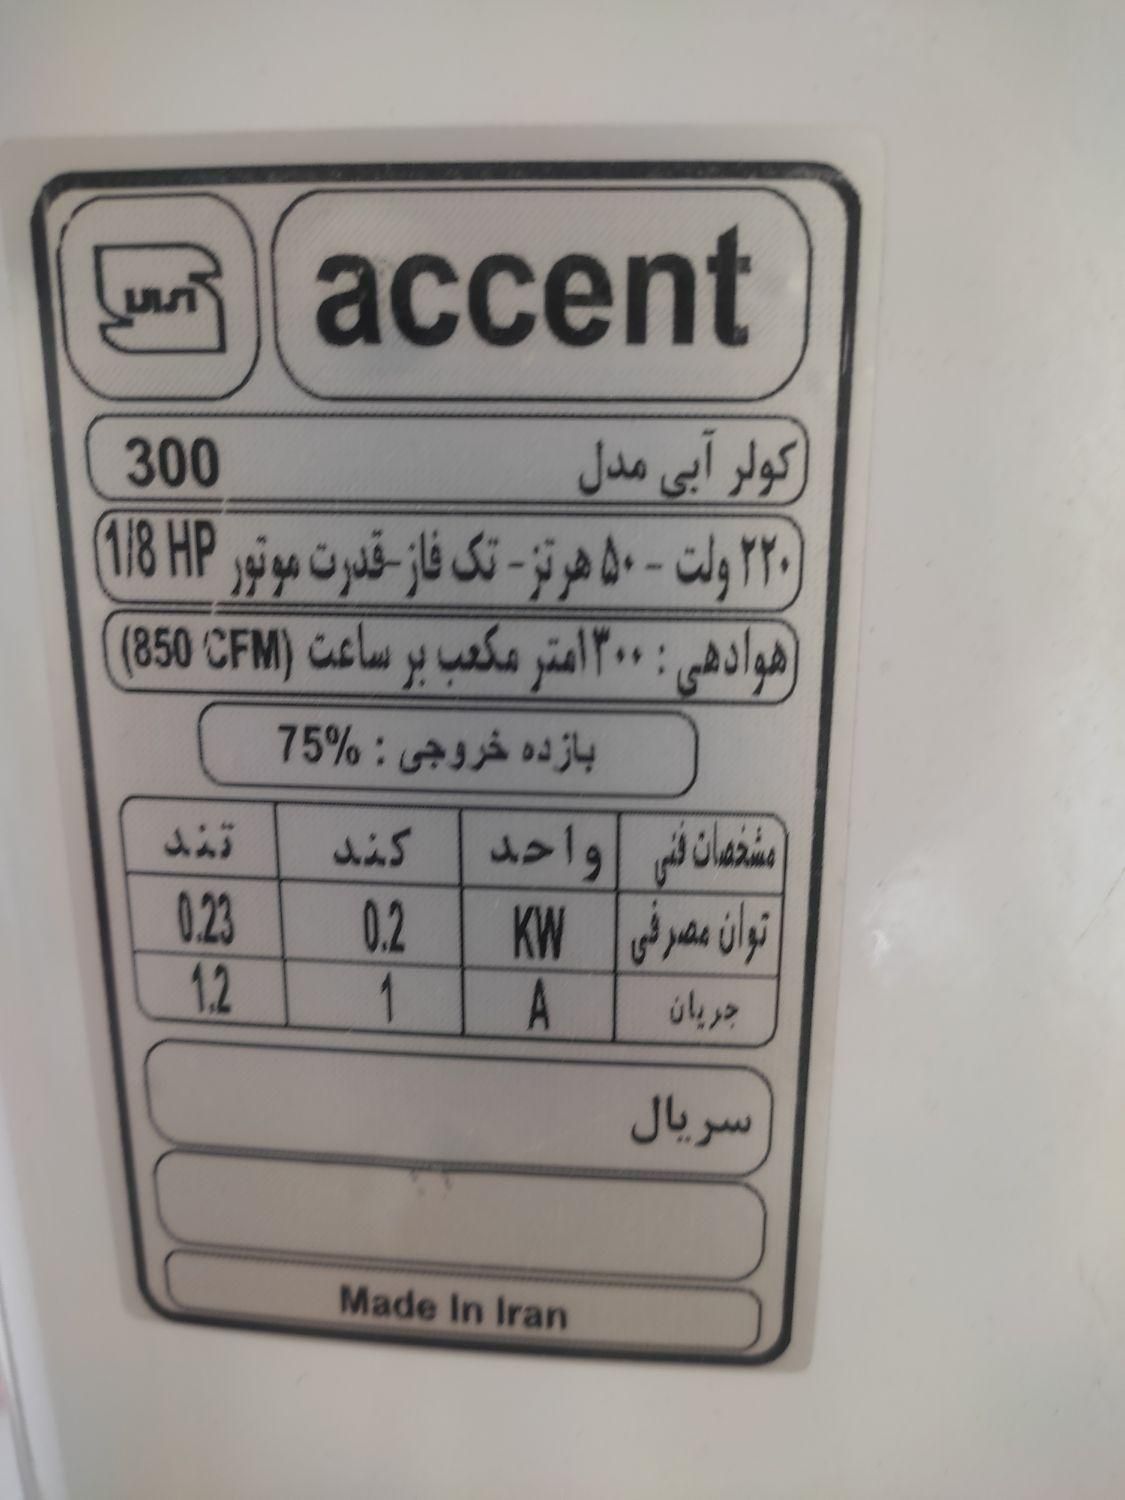 ایران
accent
کولر آبی مدل 300
۲۲۰ ولت - ۵۰ هرتز - تک فاز-قدرت موتور 1/8 HP
هوادهی : ۱۳۰۰متر مکعب بر ساعت (850 CFM)
بازده خروجی : 75%
مشخصات فنی واحد کند تند
توان مصرفی KW 0.2 0.23
جریان A 1 1.2
سریال
Made In Iran